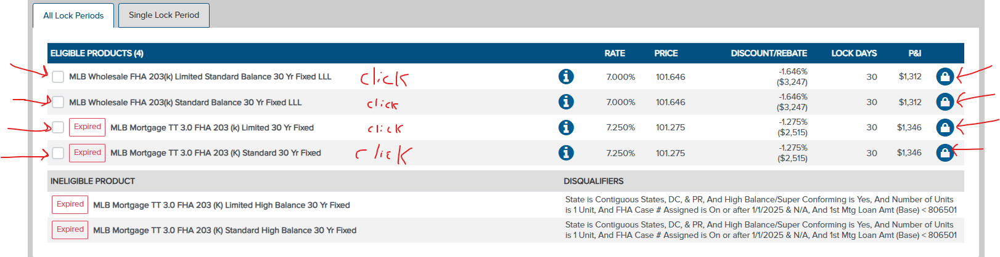 All Lock Periods Single Lock Period
ELIGIBLE PRODUCTS (4) RATE PRICE DISCOUNT/REBATE LOCK DAYS P&I
MLB Wholesale FHA 203(k) Limited Standard Balance 30 Yr Fixed LLL click 7.000% 101.646 -1.646% ($3,247) 30 $1,312
MLB Wholesale FHA 203(k) Standard Balance 30 Yr Fixed LLL click 7.000% 101.646 -1.646% ($3,247) 30 $1,312
Expired MLB Mortgage TT 3.0 FHA 203 (k) Limited 30 Yr Fixed click 7.250% 101.275 -1.275% ($2,515) 30 $1,346
Expired MLB Mortgage TT 3.0 FHA 203 (K) Standard 30 Yr Fixed click 7.250% 101.275 -1.275% ($2,515) 30 $1,346
INELIGIBLE PRODUCT DISQUALIFIERS
Expired MLB Mortgage TT 3.0 FHA 203 (K) Limited High Balance 30 Yr Fixed
State is Contiguous States, DC, & PR, And High Balance/Super Conforming is Yes, And Number of Units
is 1 Unit, And FHA Case # Assigned is On or after 1/1/2025 & N/A, And 1st Mtg Loan Amt (Base) < 806501
Expired MLB Mortgage TT 3.0 FHA 203 (K) Standard High Balance 30 Yr Fixed
State is Contiguous States, DC, & PR, And High Balance/Super Conforming is Yes, And Number of Units
is 1 Unit, And FHA Case # Assigned is On or after 1/1/2025 & N/A, And 1st Mtg Loan Amt (Base) < 806501